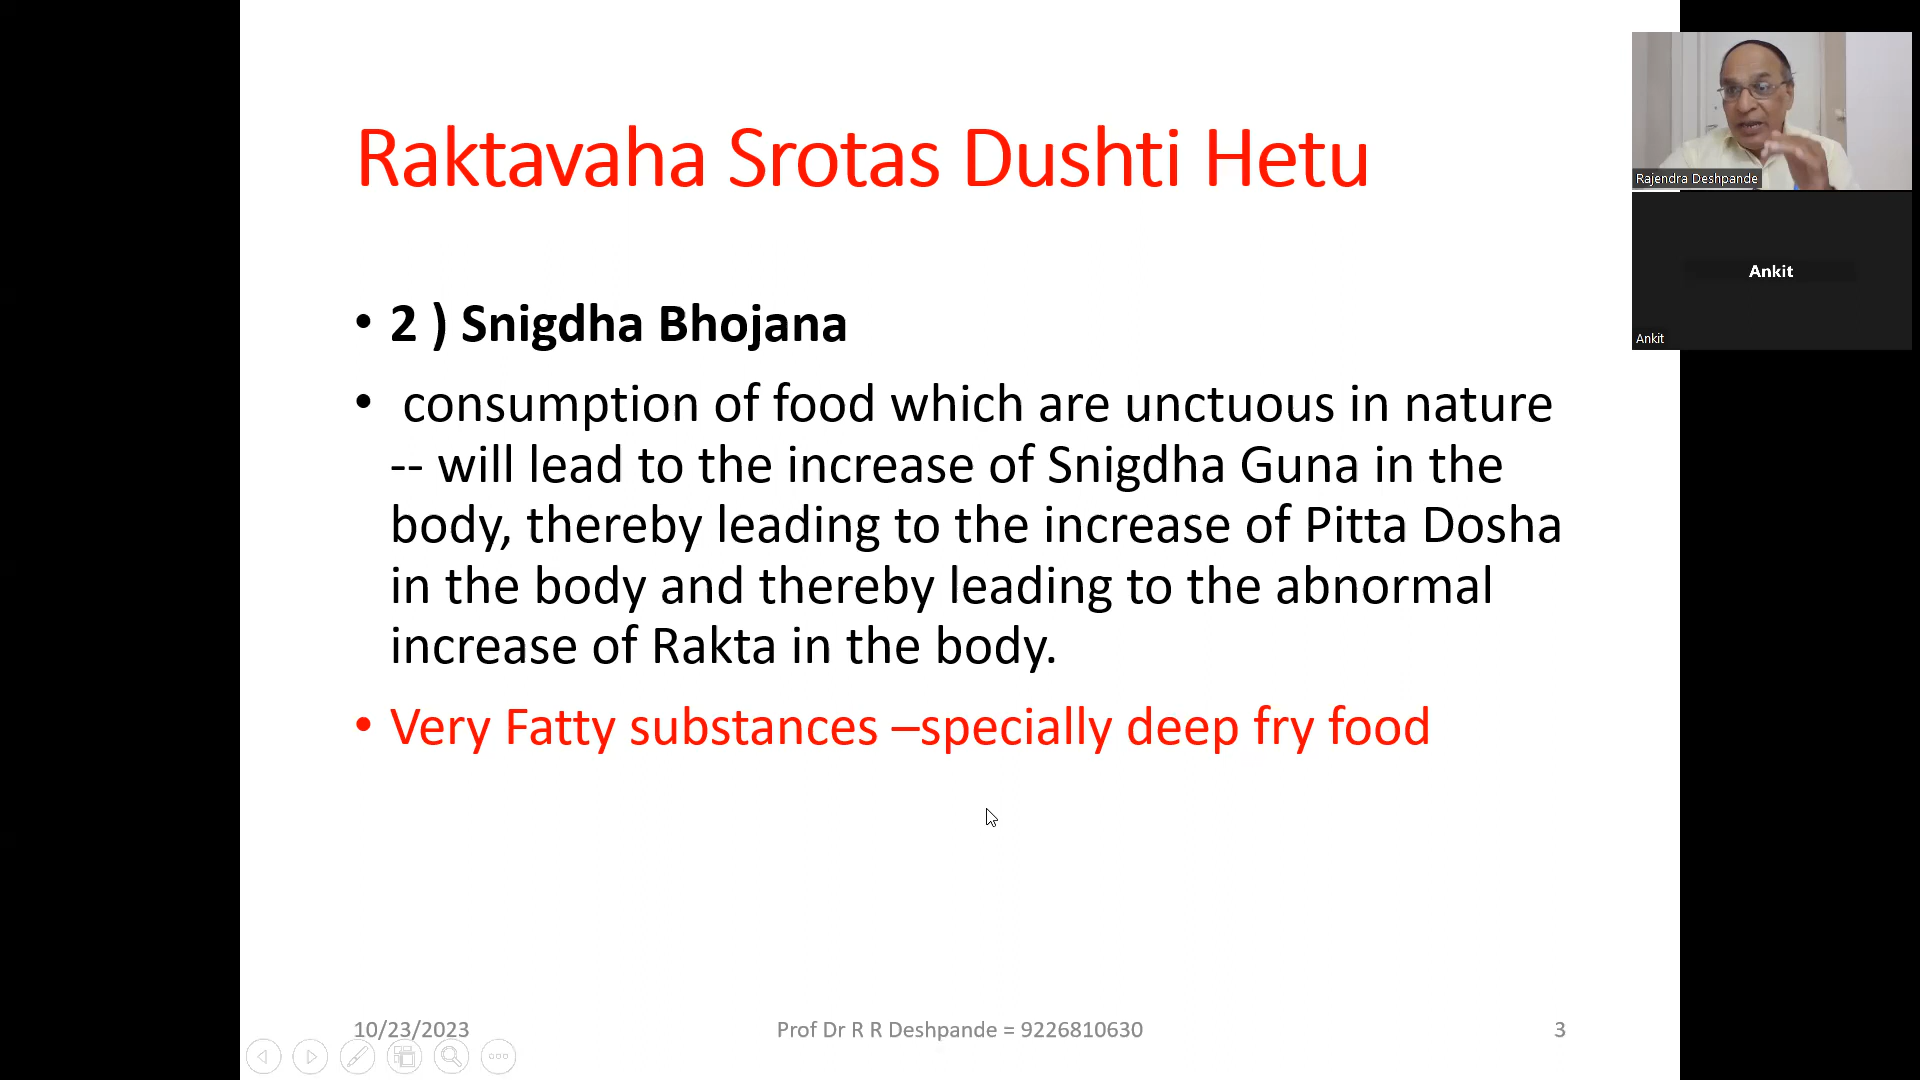 Raktavaha Srotas Dushti Hetu
• 2 ) Snigdha Bhojana
• consumption of food which are unctuous in nature
-- will lead to the increase of Snigdha Guna in the
body, thereby leading to the increase of Pitta Dosha
in the body and thereby leading to the abnormal
increase of Rakta in the body.
• Very Fatty substances –specially deep fry food
10/23/2023
Prof Dr R R Deshpande = 9226810630
3
Rajendra Deshpande
Ankit
Ankit